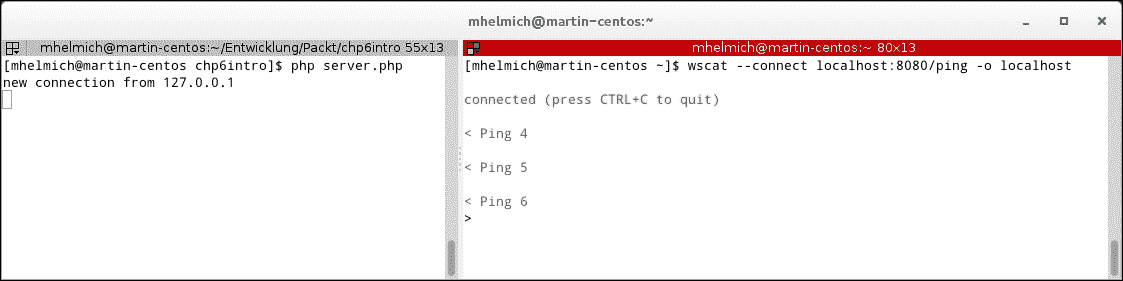 mhelmich@martin-centos:~
mhelmich@martin-centos:~/Entwicklung/Packt/chp6intro 55x13
[mhelmich@martin-centos chp6intro]$ php server.php
new connection from 127.0.0.1
mhelmich@martin-centos:~ 80x13
[mhelmich@martin-centos ~]$ wscat --connect localhost:8080/ping -o localhost
connected (press CTRL+C to quit)
< Ping 4
< Ping 5
< Ping 6
>